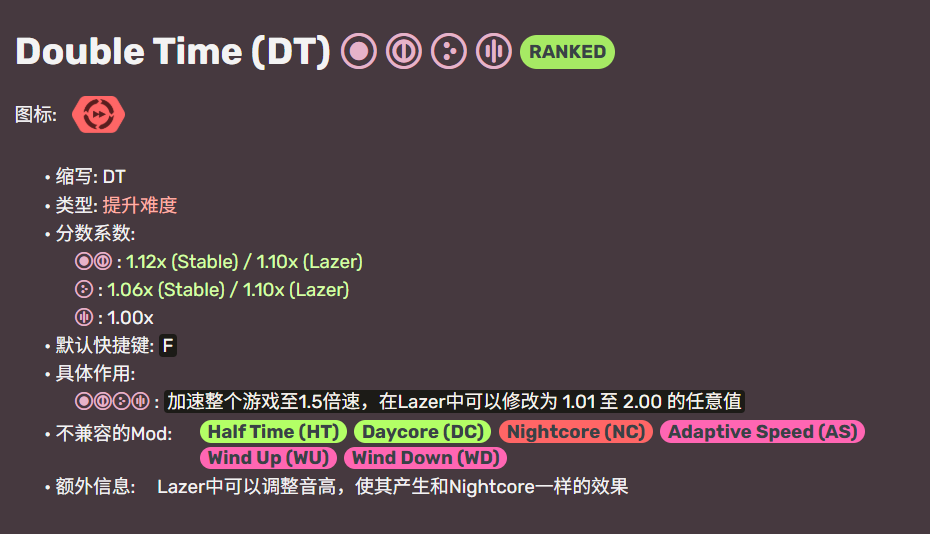 Double Time (DT) RANKED
图标:
• 缩写: DT
• 类型: 提升难度
• 分数系数:
: 1.12x (Stable) / 1.10x (Lazer)
: 1.06x (Stable) / 1.10x (Lazer)
: 1.00x
• 默认快捷键: F
• 具体作用:
: 加速整个游戏至1.5倍速，在Lazer中可以修改为 1.01 至 2.00 的任意值
• 不兼容的Mod: Half Time (HT) Daycore (DC) Nightcore (NC) Adaptive Speed (AS)
Wind Up (WU) Wind Down (WD)
• 额外信息: Lazer中可以调整音高，使其产生和Nightcore一样的效果